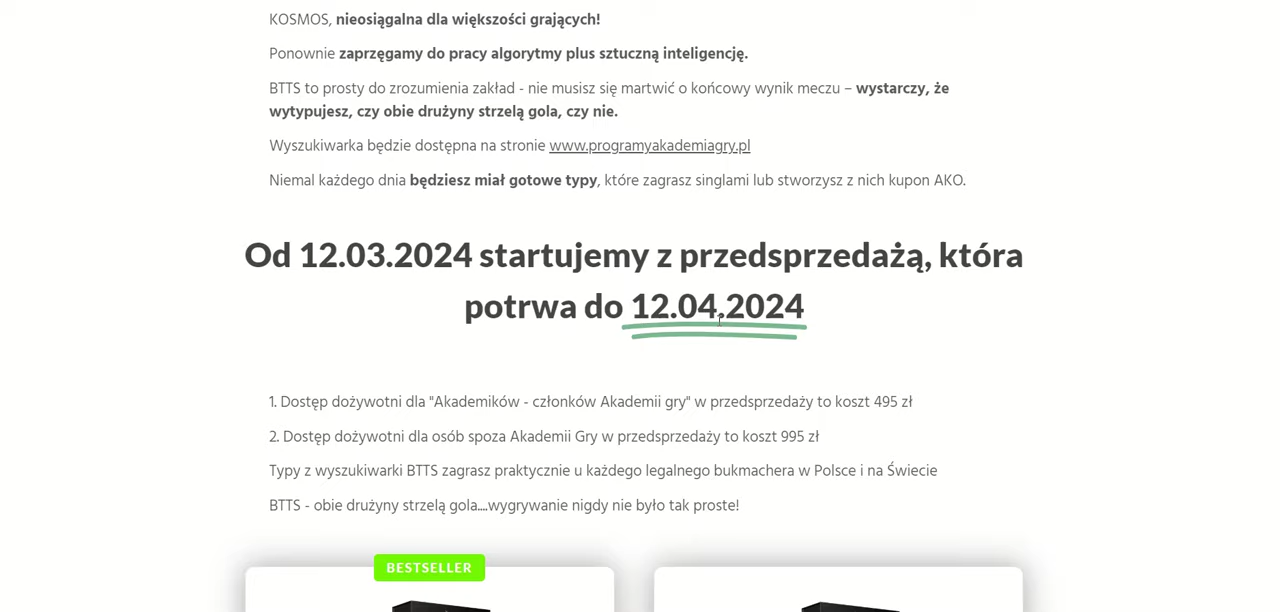 KOSMOS, nieosiągalna dla większości grających!
Ponownie zaprzęgamy do pracy algorytmy plus sztuczną inteligencję.
BTTS to prosty do zrozumienia zakład - nie musisz się martwić o końcowy wynik meczu – wystarczy, że
wytypujesz, czy obie drużyny strzelą gola, czy nie.
Wyszukiwarka będzie dostępna na stronie www.programyakademiagry.pl
Niemal każdego dnia będziesz miał gotowe typy, które zagrasz singlami lub stworzysz z nich kupon AKO.
Od 12.03.2024 startujemy z przedsprzedażą, która
potrwa do 12.04.2024
1. Dostęp dożywotni dla "Akademików - członków Akademii gry" w przedsprzedaży to koszt 495 zł
2. Dostęp dożywotni dla osób spoza Akademii Gry w przedsprzedaży to koszt 995 zł
Typy z wyszukiwarki BTTS zagrasz praktycznie u każdego legalnego bukmachera w Polsce i na Świecie
BTTS - obie drużyny strzelą gola....wygrywanie nigdy nie było tak proste!
BESTSELLER